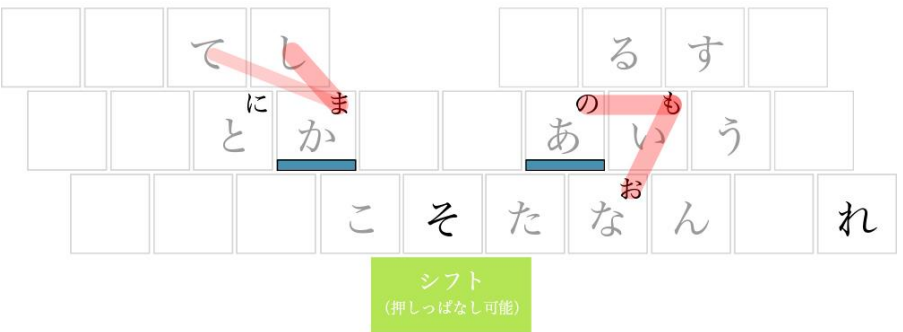 て し る す
に ま の も
と か あ い う
お
こ そ た な ん れ
シフト
（押しっぱなし可能）